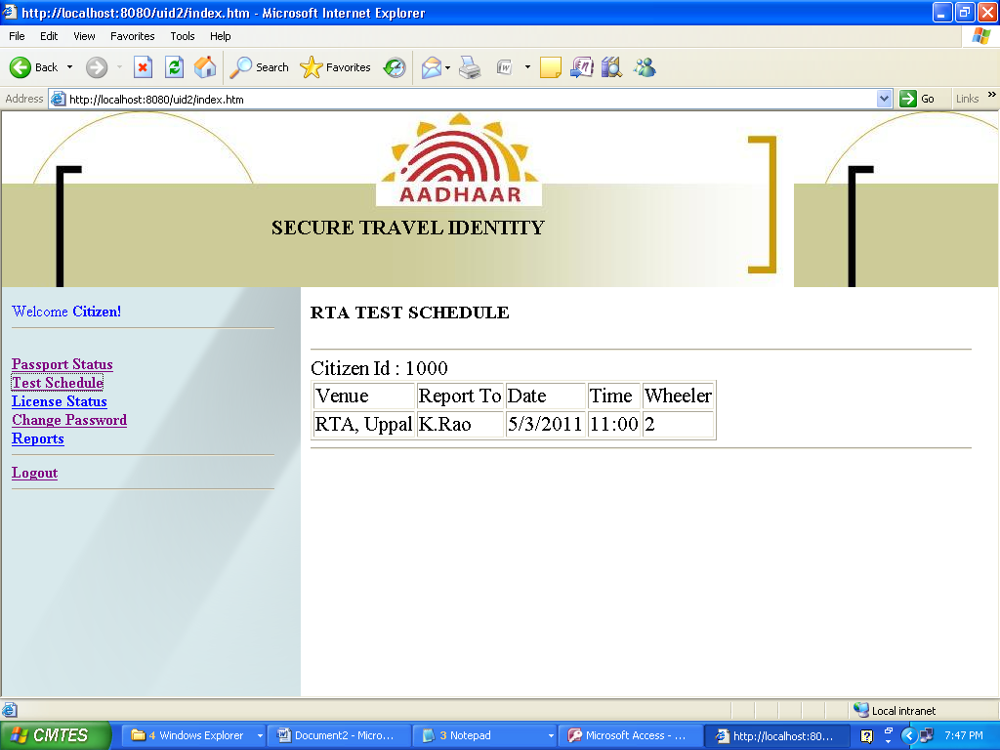 http://localhost:8080/uid2/index.htm - Microsoft Internet Explorer
File Edit View Favorites Tools Help
Back Search Favorites
Address http://localhost:8080/uid2/index.htm Go Links »
AADHAAR
SECURE TRAVEL IDENTITY
Welcome Citizen!
Passport Status
Test Schedule
License Status
Change Password
Reports
Logout
RTA TEST SCHEDULE
Citizen Id : 1000
Venue Report To Date Time Wheeler
RTA, Uppal K.Rao 5/3/2011 11:00 2
Local intranet
CMTES 4 Windows Explorer Document2 - Micro... 3 Notepad Microsoft Access - ... http://localhost:80... 7:47 PM